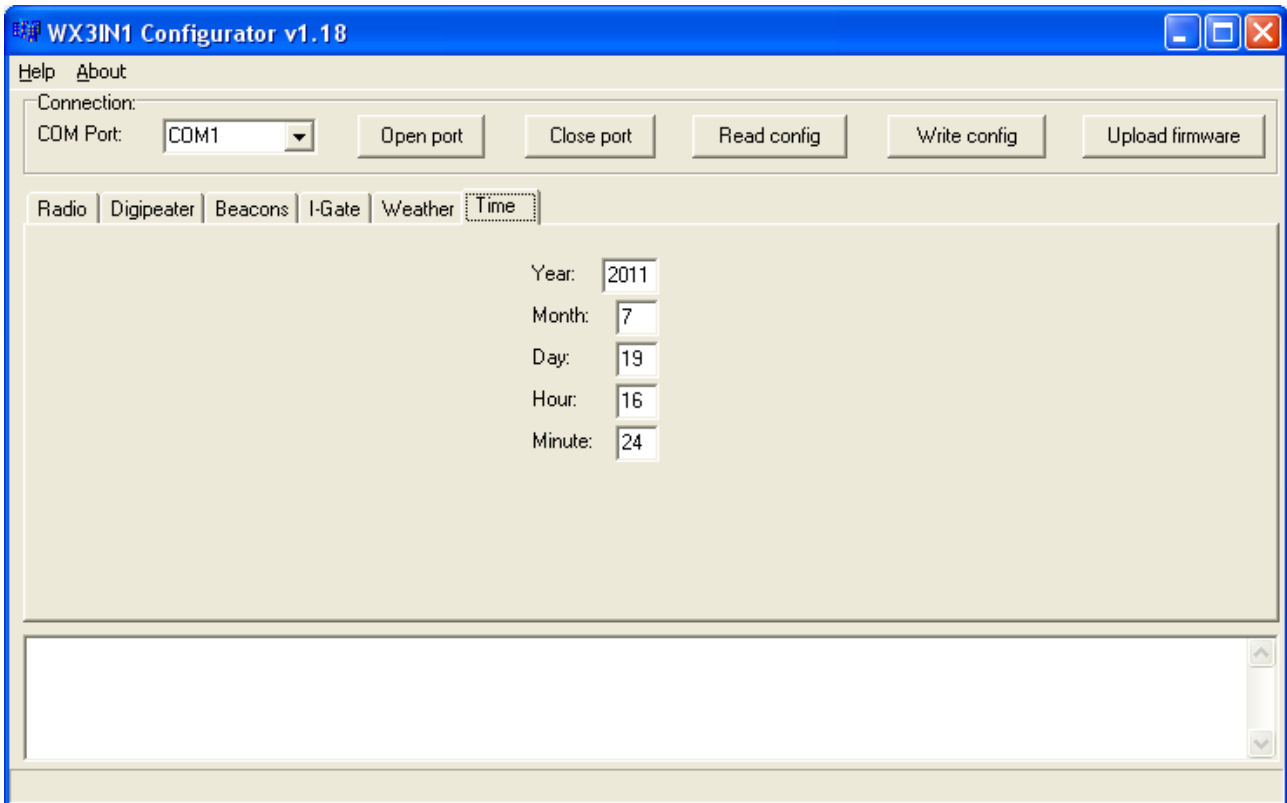 WX3IN1 Configurator v1.18
Help About
Connection:
COM Port: COM1 Open port Close port Read config Write config Upload firmware
Radio Digipeater Beacons I-Gate Weather Time
Year: 2011
Month: 7
Day: 19
Hour: 16
Minute: 24